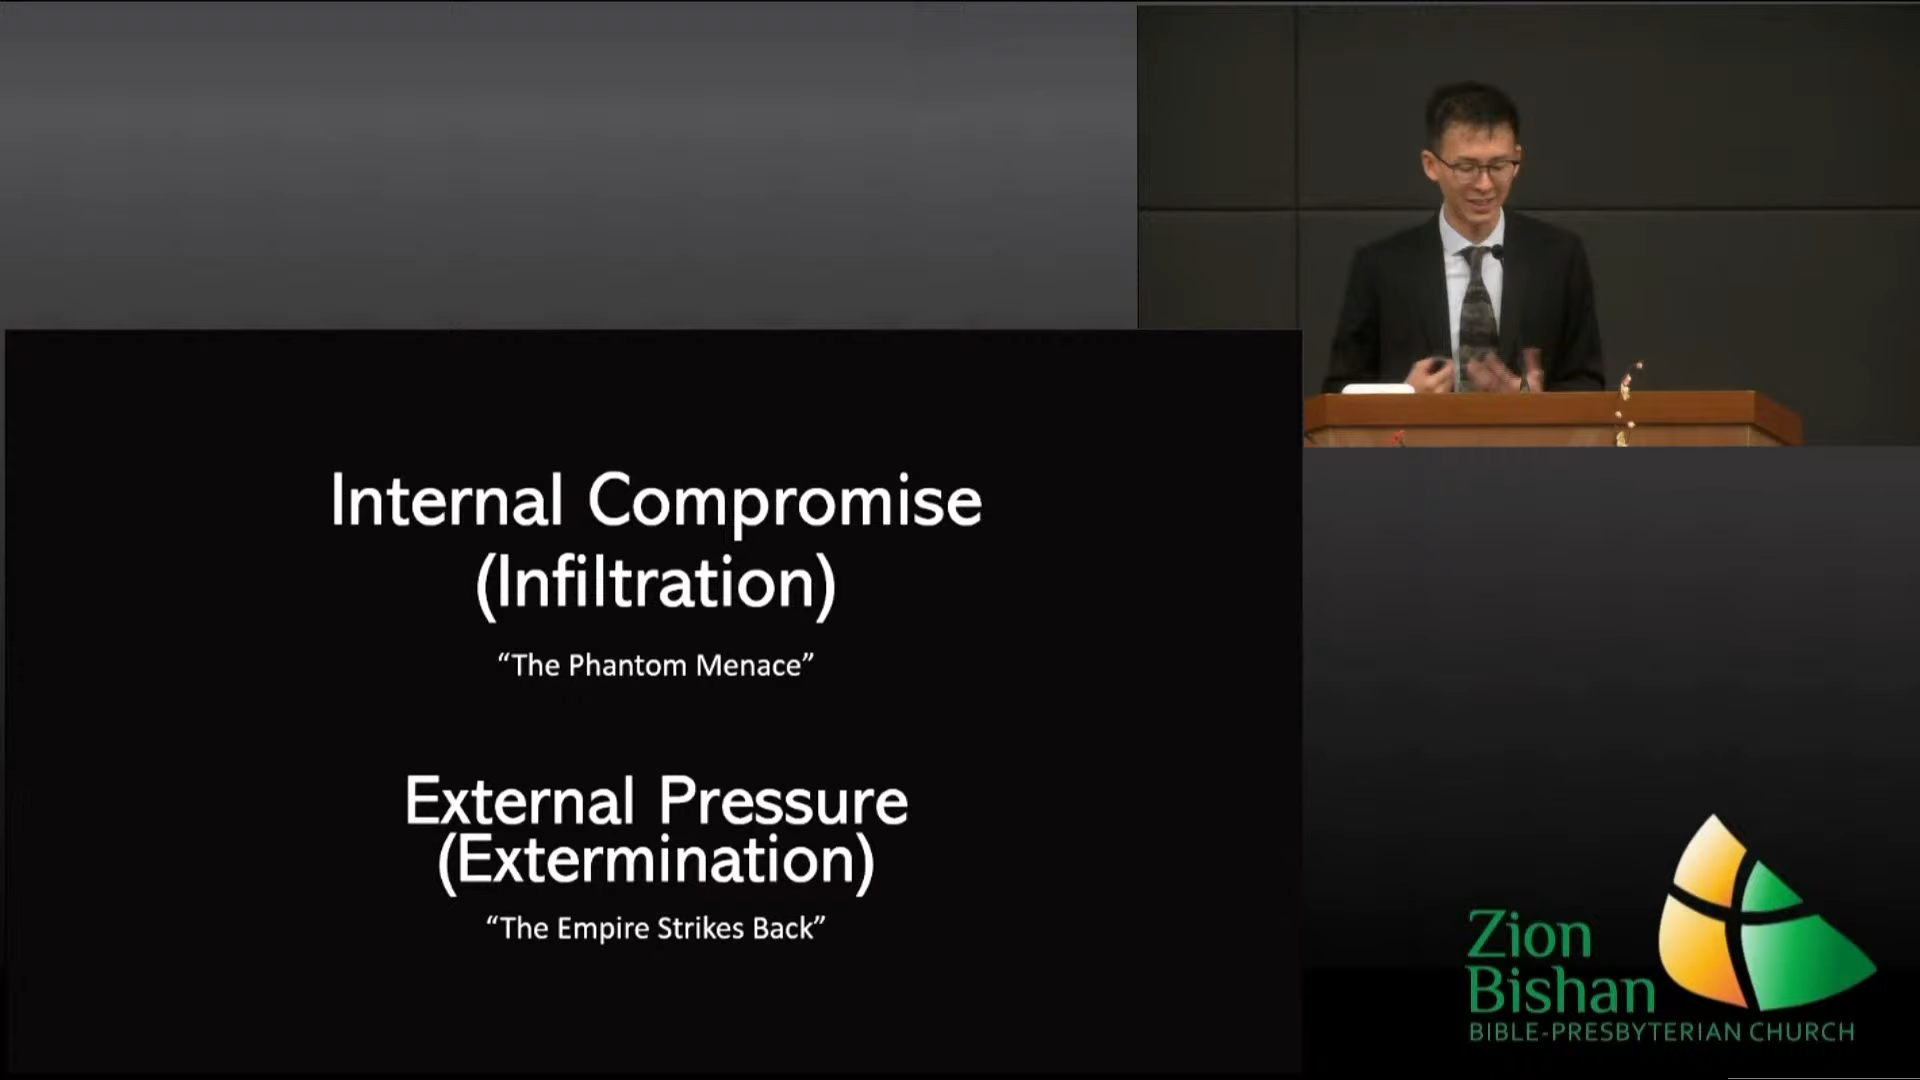 Internal Compromise
(Infiltration)
“The Phantom Menace”
External Pressure
(Extermination)
“The Empire Strikes Back”
Zion
Bishan
BIBLE-PRESBYTERIAN CHURCH